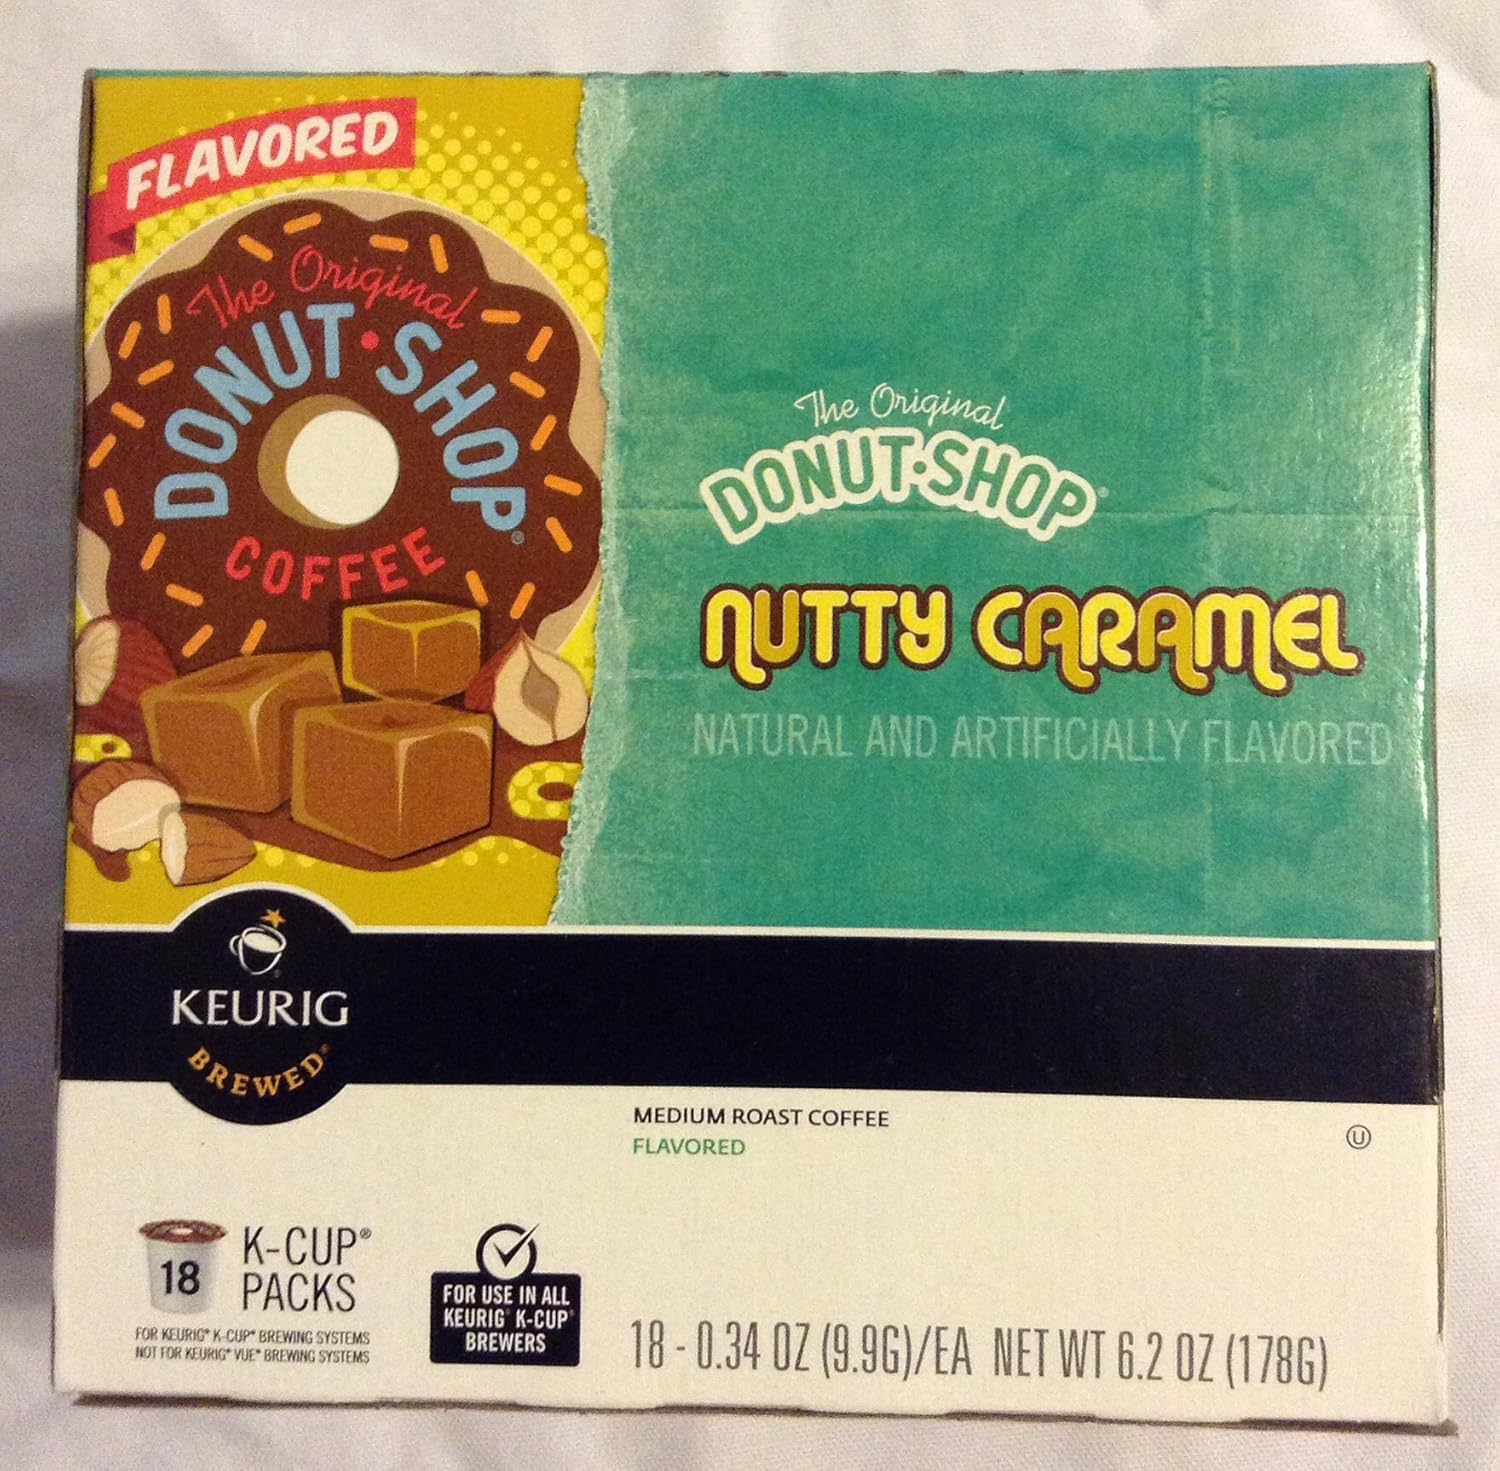 FLAVORED
The Original
DONUT·SHOP®
COFFEE
The Original
DONUT·SHOP®
NUTTY CARAMEL
NATURAL AND ARTIFICIALLY FLAVORED
KEURIG
BREWED®
MEDIUM ROAST COFFEE
FLAVORED
U
18
K-CUP®
PACKS
FOR KEURIG® K-CUP® BREWING SYSTEMS
NOT FOR KEURIG® VUE® BREWING SYSTEMS
FOR USE IN ALL
KEURIG® K-CUP®
BREWERS
18 - 0.34 OZ (9.9G)/EA NET WT 6.2 OZ (178G)